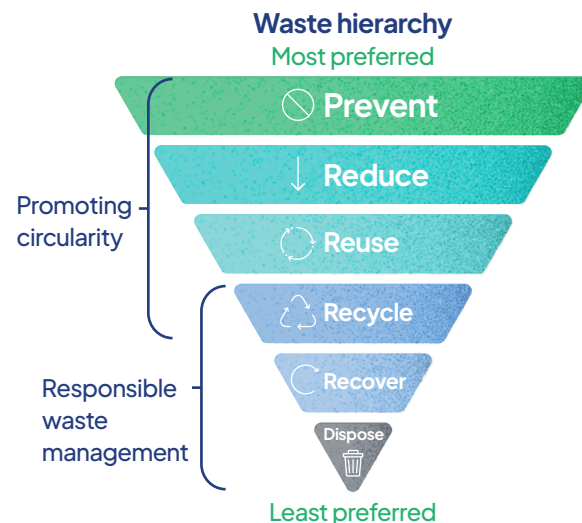 Waste hierarchy
Most preferred
Prevent
Reduce
Promoting
circularity
Reuse
Recycle
Responsible
waste
management
Recover
Dispose
Least preferred